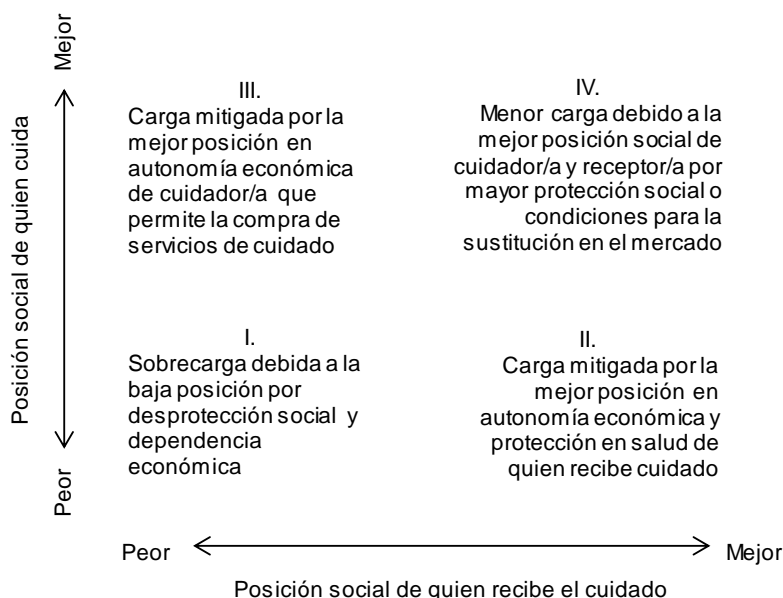 Mejor
Posición social de quien cuida
Peor
III.
Carga mitigada por la
mejor posición en
autonomía económica
de cuidador/a que
permite la compra de
servicios de cuidado
IV.
Menor carga debido a la
mejor posición social de
cuidador/a y receptor/a por
mayor protección social o
condiciones para la
sustitución en el mercado
I.
Sobrecarga debida a la
baja posición por
desprotección social y
dependencia
económica
II.
Carga mitigada por la
mejor posición en
autonomía económica y
protección en salud de
quien recibe cuidado
Peor
Mejor
Posición social de quien recibe el cuidado